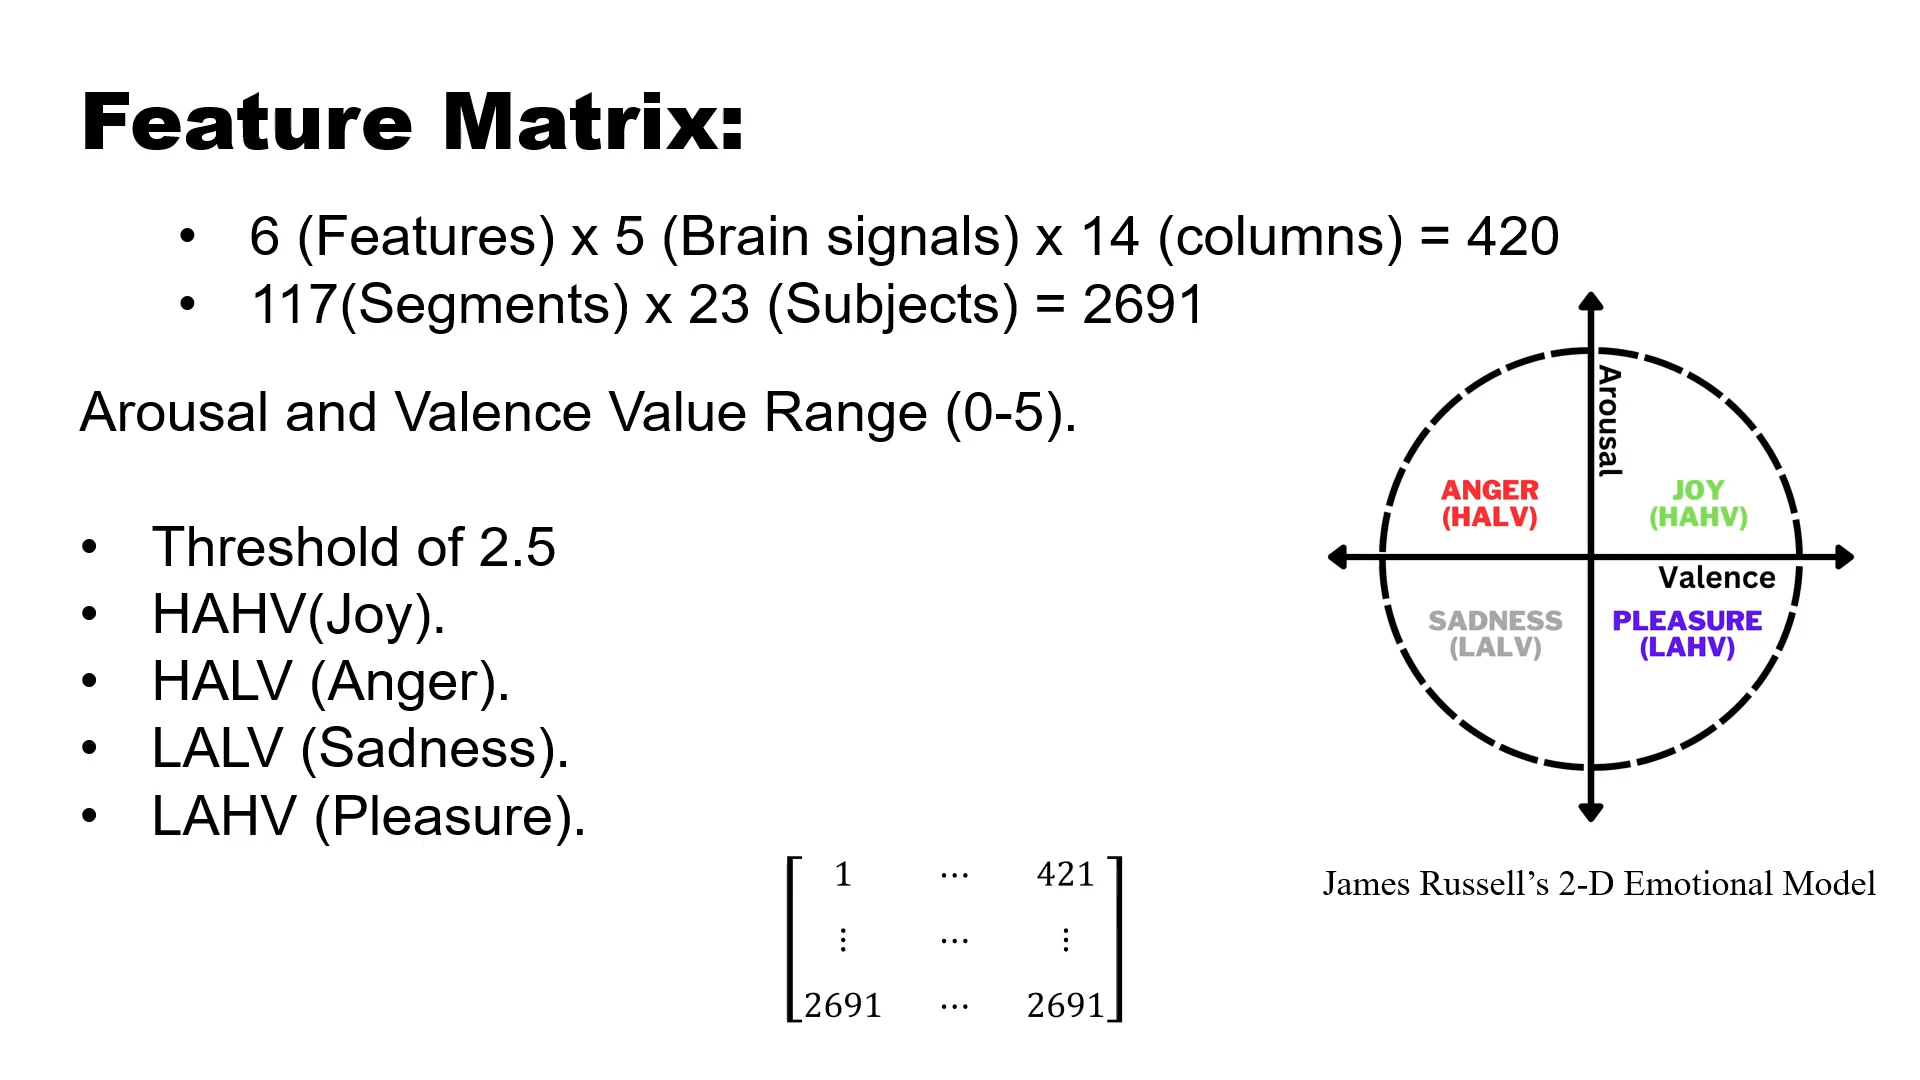 Feature Matrix:
• 6 (Features) x 5 (Brain signals) x 14 (columns) = 420
• 117(Segments) x 23 (Subjects) = 2691
Arousal and Valence Value Range (0-5).
• Threshold of 2.5
• HAHV(Joy).
• HALV (Anger).
• LALV (Sadness).
• LAHV (Pleasure).
1 ⋯ 421
⋮ ⋯ ⋮
2691 ⋯ 2691
Arousal
ANGER
(HALV)
JOY
(HAHV)
Valence
SADNESS
(LALV)
PLEASURE
(LAHV)
James Russell’s 2-D Emotional Model